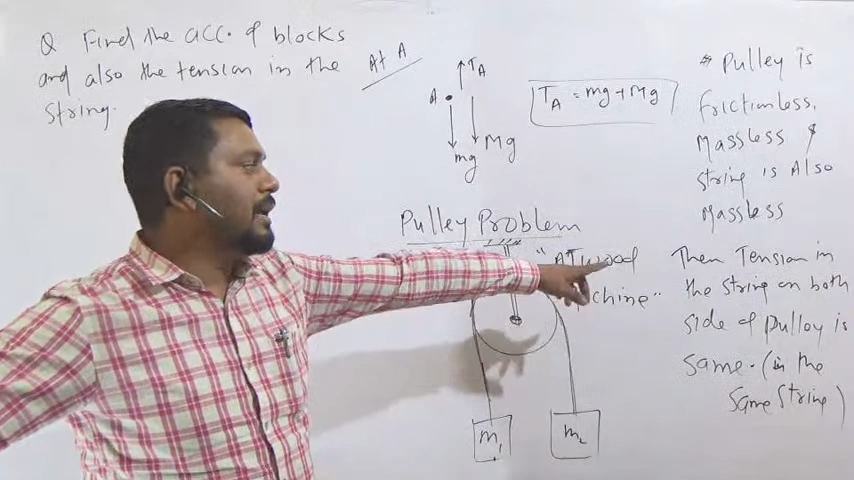 Q Find the acc. of blocks
and also the tension in the
string.
At A
TA
A
mg
Mg
TA = mg + Mg
Pulley Problem
"ATwood
chine"
m1
m2
* Pulley is
frictionless,
Massless &
string is Also
Massless
Then Tension in
the string on both
side of pulley is
same. (in the
same string)